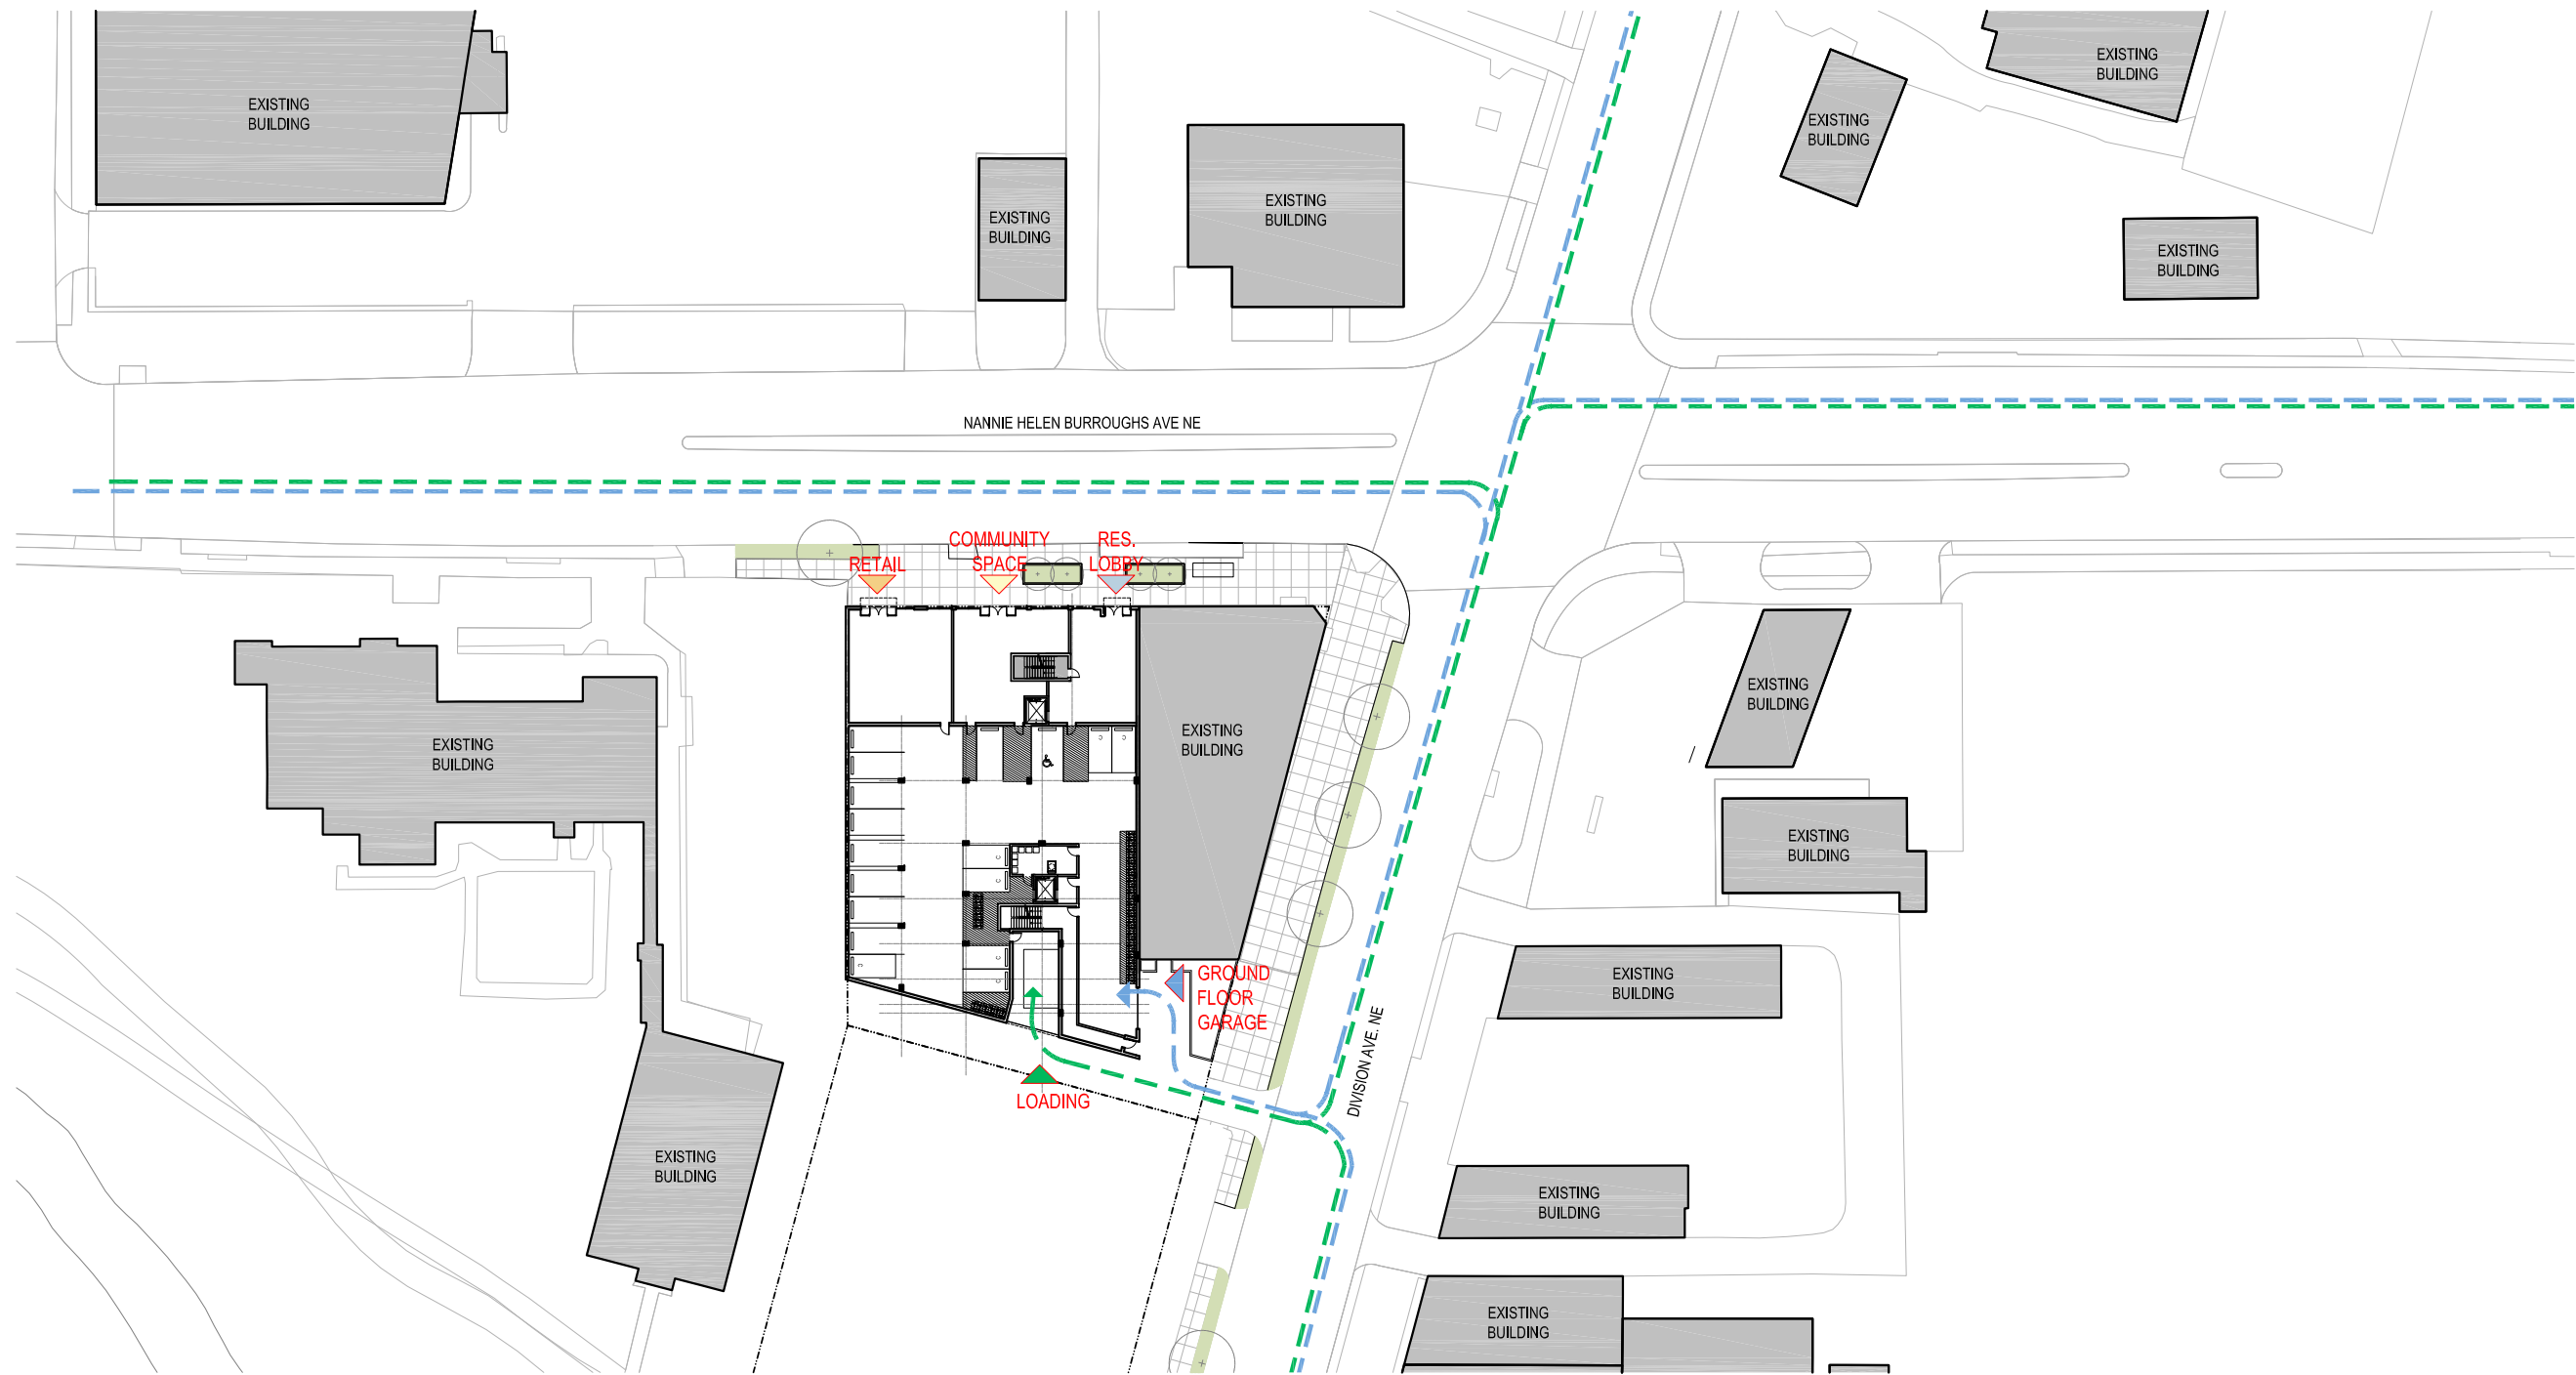 EXISTING
BUILDING
EXISTING
BUILDING
EXISTING
BUILDING
EXISTING
BUILDING
EXISTING
BUILDING
EXISTING
BUILDING
NANNIE HELEN BURROUGHS AVE NE
RETAIL
COMMUNITY
SPACE
RES.
LOBBY
EXISTING
BUILDING
EXISTING
BUILDING
EXISTING
BUILDING
EXISTING
BUILDING
GROUND
FLOOR
GARAGE
EXISTING
BUILDING
DIVISION AVE. NE
LOADING
EXISTING
BUILDING
EXISTING
BUILDING
EXISTING
BUILDING